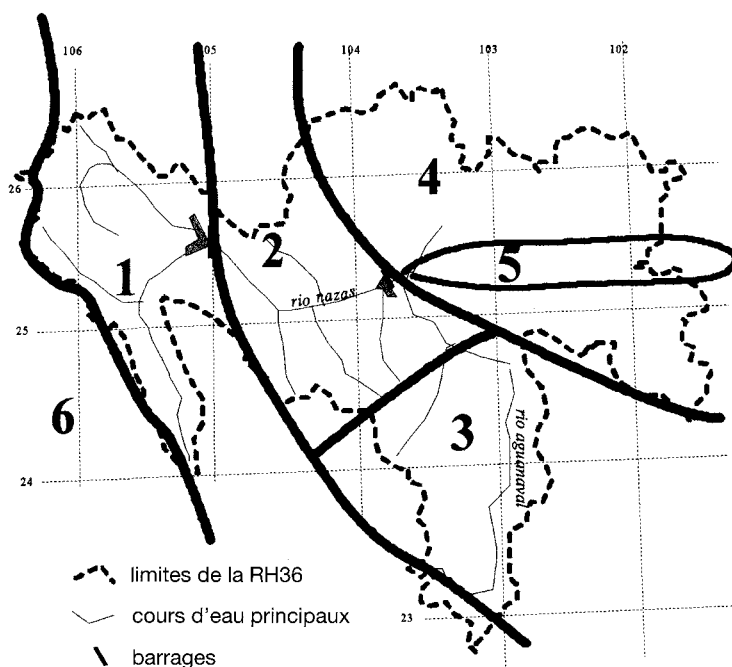 106 105 104 103 102
4
26
2
5
1
rio nazas
25
6
3
rio aguanaval
24
limites de la RH36
cours d'eau principaux
23
barrages